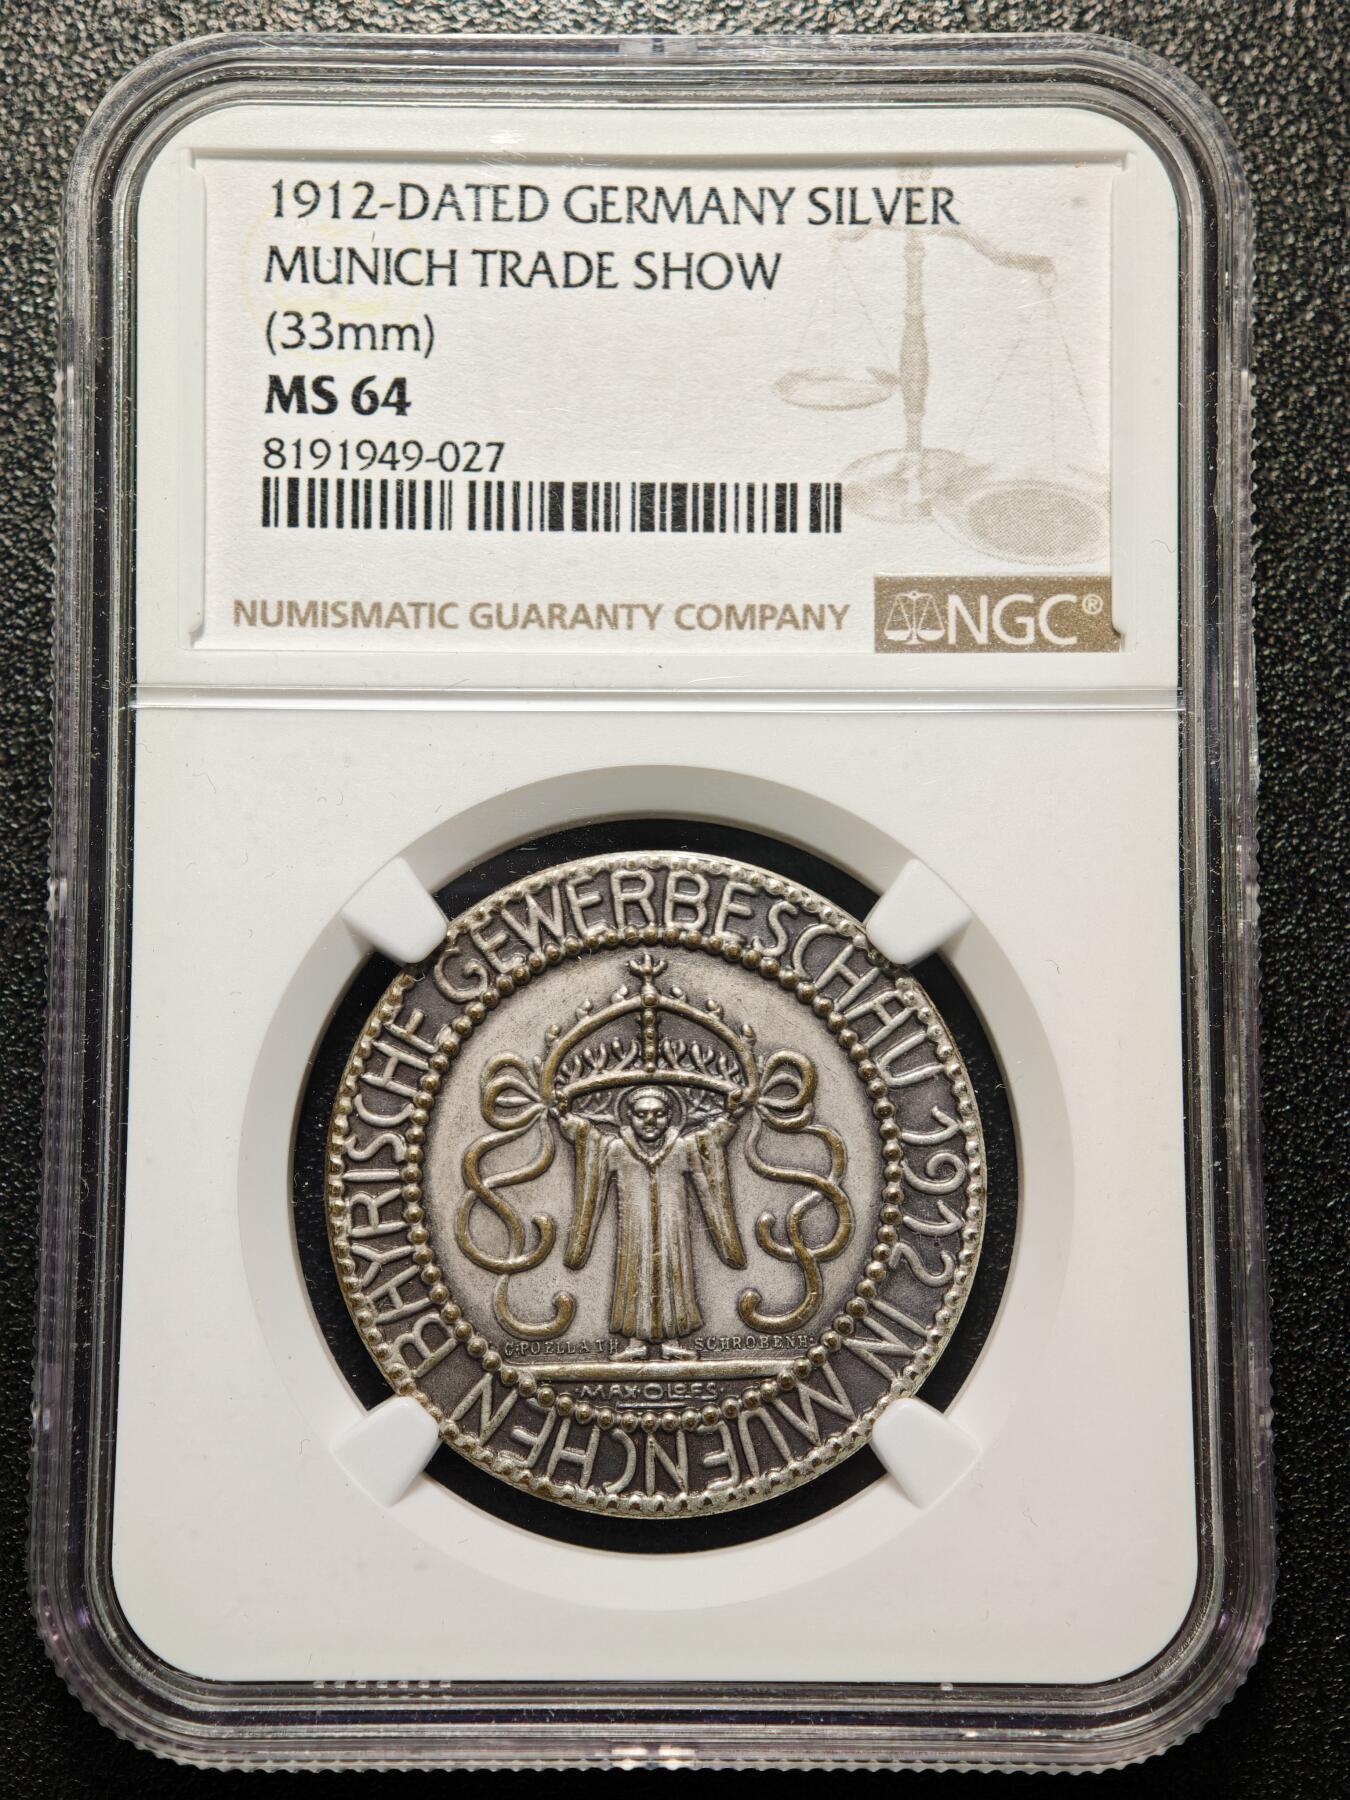 1912-DATED GERMANY SILVER
MUNICH TRADE SHOW
(33mm)
MS 64
8191949-027
NUMISMATIC GUARANTY COMPANY
NGC®
BAYRISCHE GEWERBESCHAU 1912 IN MUENCHEN
C·POELLATH SCHROBENH·
·MAX·OLOFS·